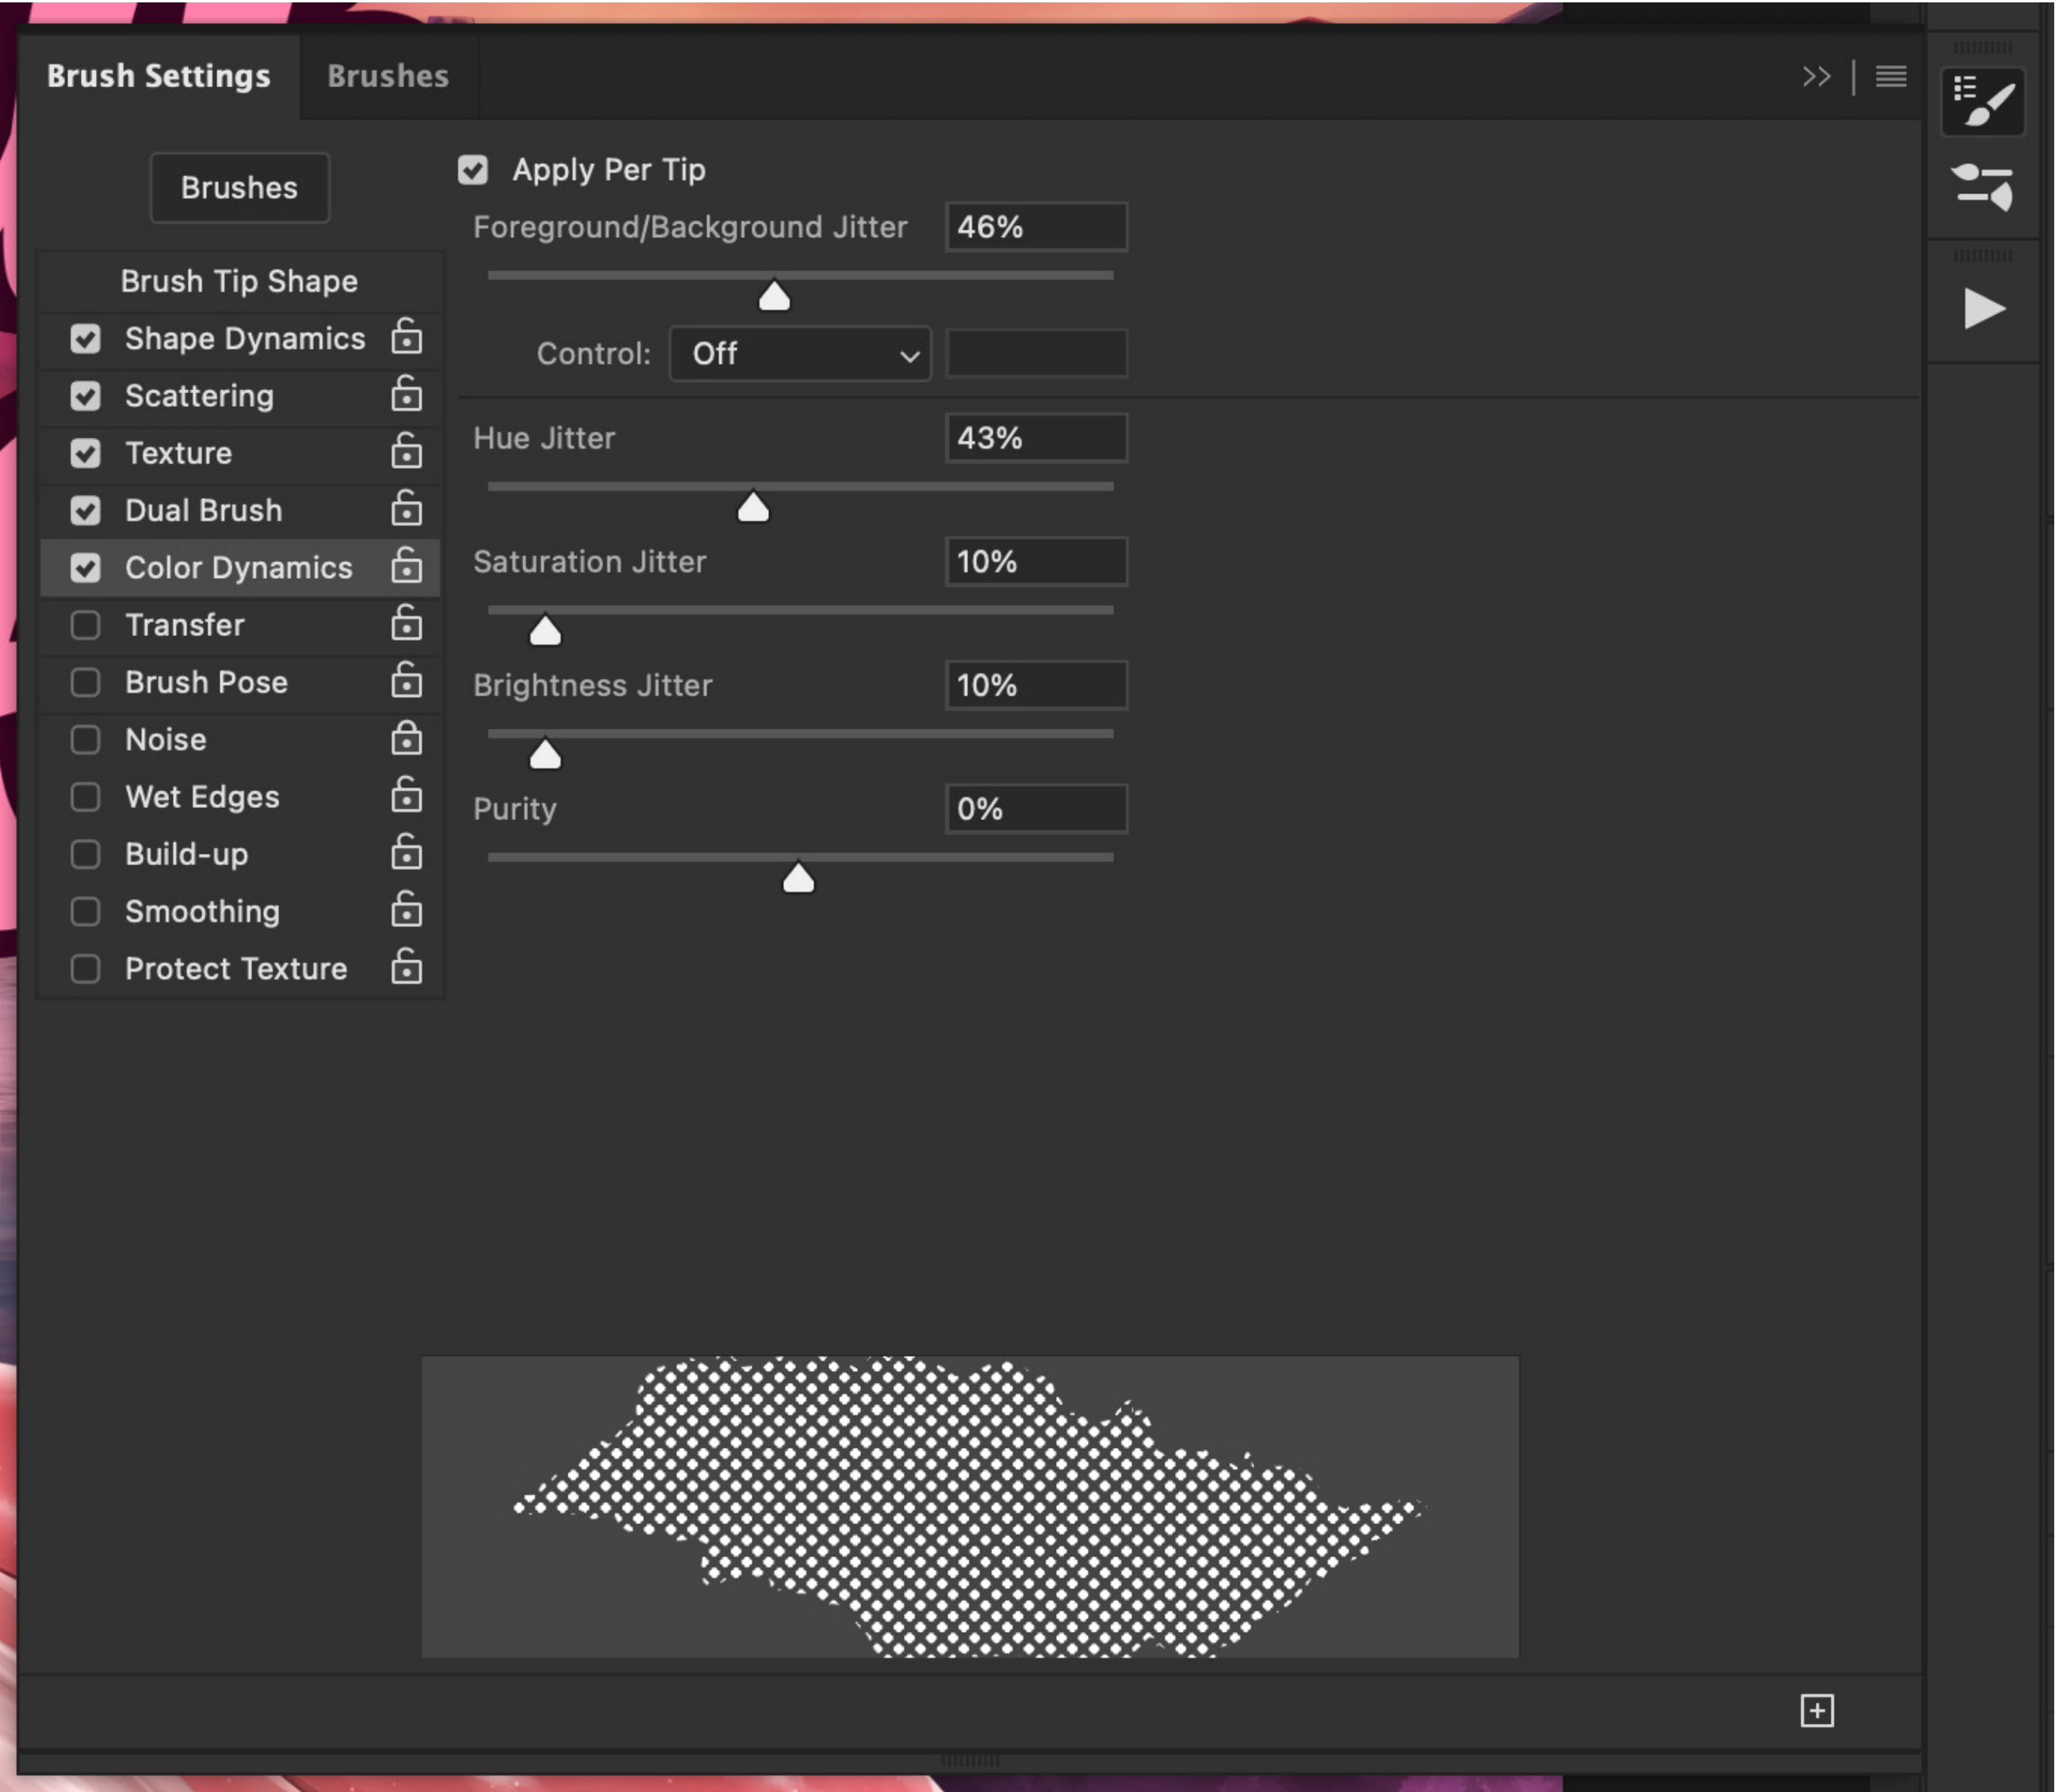 Brush Settings
Brushes
Brushes
Brush Tip Shape
Shape Dynamics
Scattering
Texture
Dual Brush
Color Dynamics
Transfer
Brush Pose
Noise
Wet Edges
Build-up
Smoothing
Protect Texture
Apply Per Tip
Foreground/Background Jitter 46%
Control: Off
Hue Jitter 43%
Saturation Jitter 10%
Brightness Jitter 10%
Purity 0%